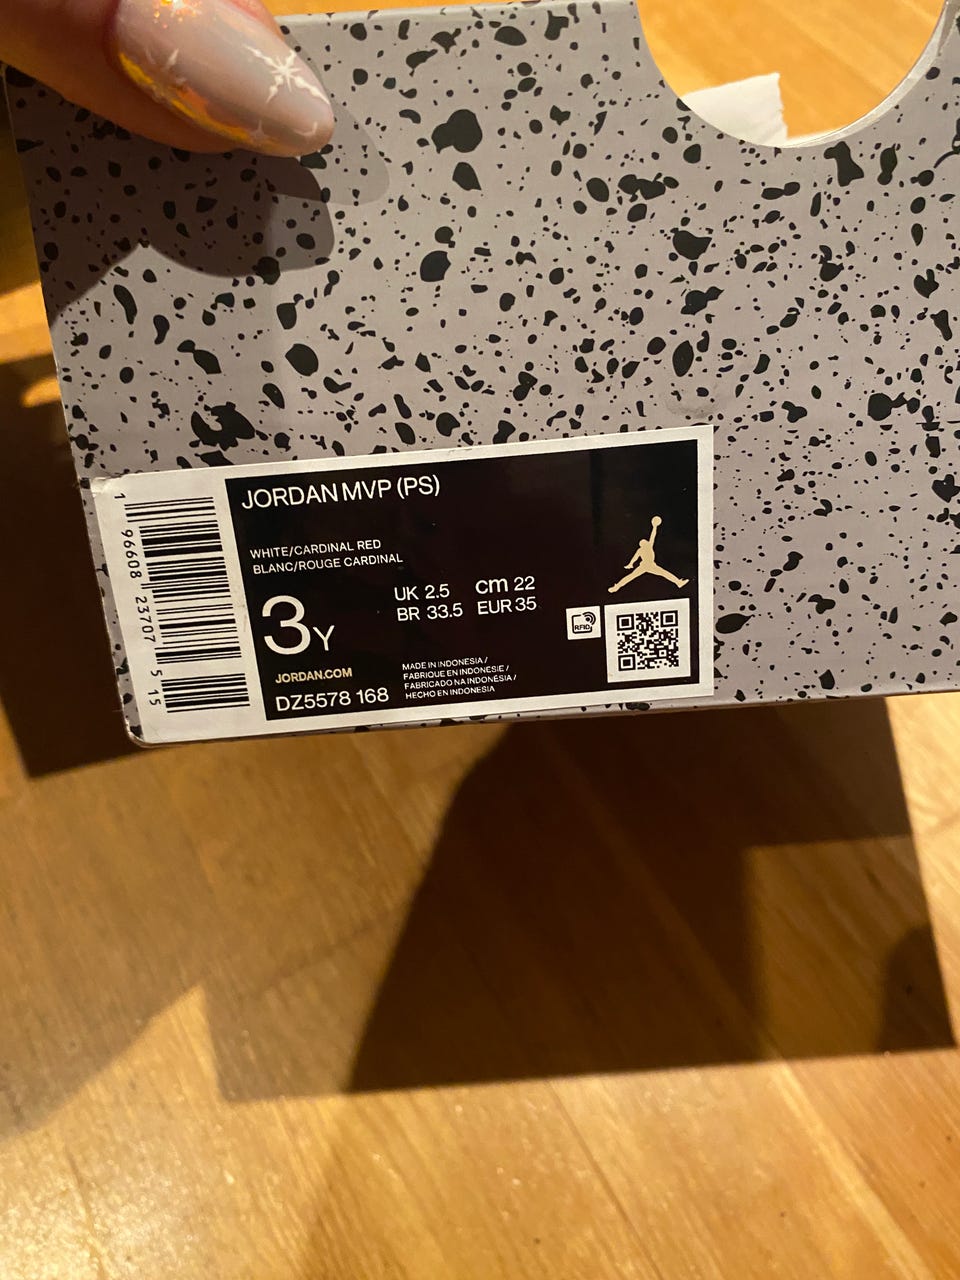 JORDAN MVP (PS)
WHITE/CARDINAL RED
BLANC/ROUGE CARDINAL
3Y
UK 2.5 cm 22
BR 33.5 EUR 35
RFID
JORDAN.COM
DZ5578 168
MADE IN INDONESIA /
FABRIQUE EN INDONESIE /
FABRICADO NA INDONÉSIA /
HECHO EN INDONESIA
1 96608 23707 5 15